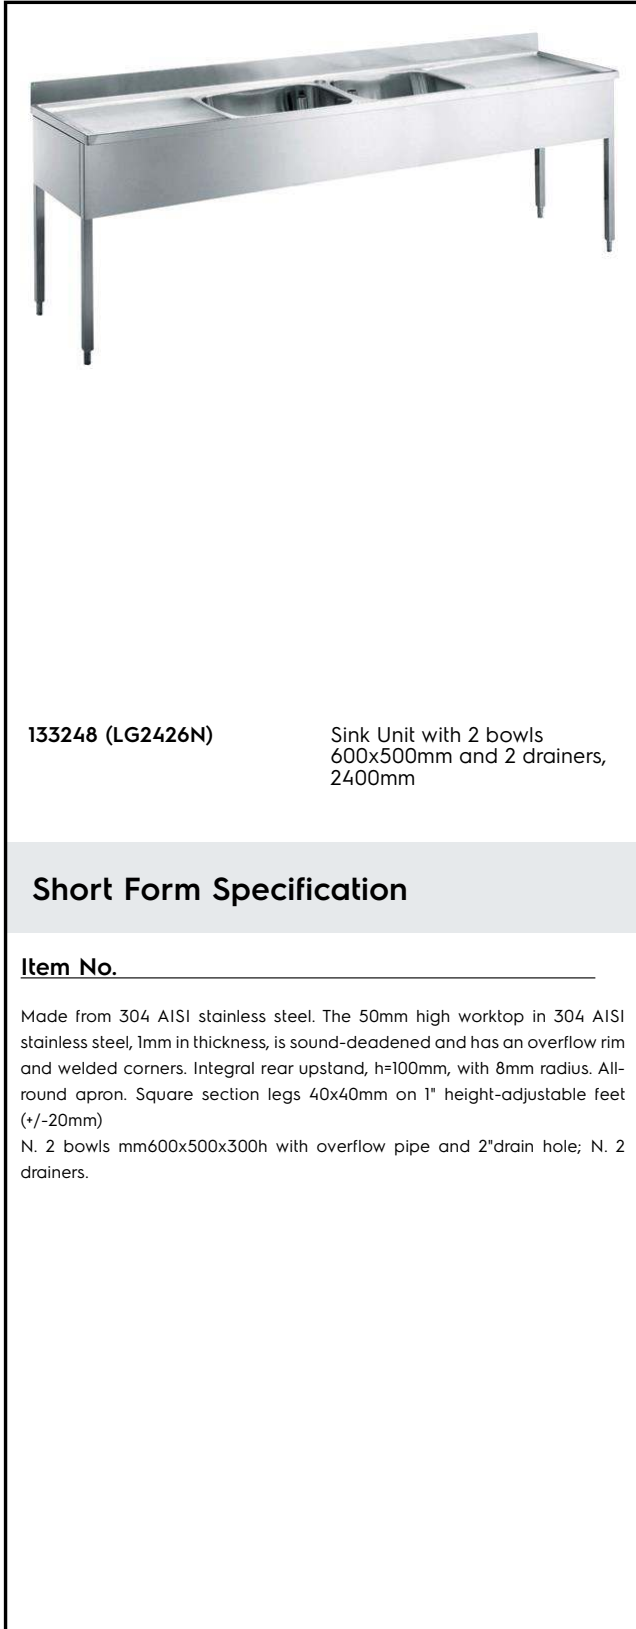 133248 (LG2426N)
Sink Unit with 2 bowls
600x500mm and 2 drainers,
2400mm
Short Form Specification
Item No.
Made from 304 AISI stainless steel. The 50mm high worktop in 304 AISI
stainless steel, 1mm in thickness, is sound-deadened and has an overflow rim
and welded corners. Integral rear upstand, h=100mm, with 8mm radius. All-
round apron. Square section legs 40x40mm on 1" height-adjustable feet
(+/-20mm)
N. 2 bowls mm600x500x300h with overflow pipe and 2"drain hole; N. 2
drainers.